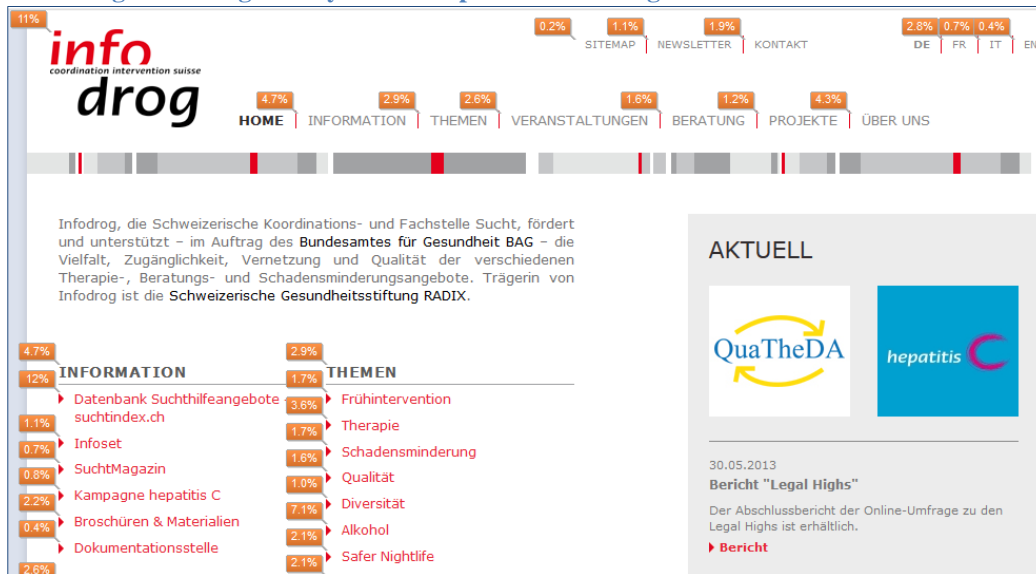 11%
info
coordination intervention suisse
drog
0.2% 1.1% 1.9% 2.8% 0.7% 0.4%
SITEMAP NEWSLETTER KONTAKT DE FR IT EN
4.7% 2.9% 2.6% 1.6% 1.2% 4.3%
HOME INFORMATION THEMEN VERANSTALTUNGEN BERATUNG PROJEKTE ÜBER UNS
Infodrog, die Schweizerische Koordinations- und Fachstelle Sucht, fördert
und unterstützt – im Auftrag des Bundesamtes für Gesundheit BAG – die
Vielfalt, Zugänglichkeit, Vernetzung und Qualität der verschiedenen
Therapie-, Beratungs- und Schadensminderungsangebote. Trägerin von
Infodrog ist die Schweizerische Gesundheitsstiftung RADIX.
4.7%
INFORMATION
12%
Datenbank Suchthilfeangebote -
suchtindex.ch
1.1%
Infoset
0.7%
SuchtMagazin
0.8%
Kampagne hepatitis C
2.2%
Broschüren & Materialien
0.4%
Dokumentationsstelle
2.6%
2.9%
THEMEN
1.7%
Frühintervention
3.6%
Therapie
1.7%
Schadensminderung
1.6%
Qualität
1.0%
Diversität
7.1%
Alkohol
2.1%
Safer Nightlife
2.1%
AKTUELL
QuaTheDA
hepatitis C
30.05.2013
Bericht "Legal Highs"
Der Abschlussbericht der Online-Umfrage zu den
Legal Highs ist erhältlich.
Bericht